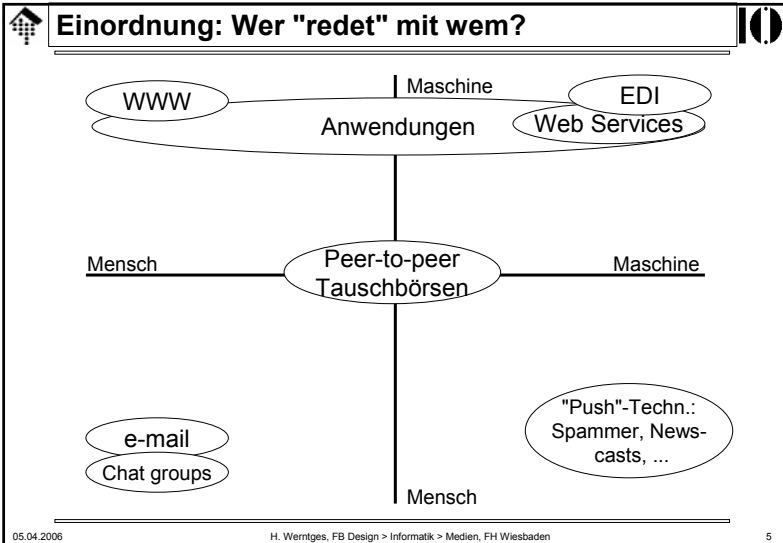 Einordnung: Wer "redet" mit wem?
Maschine
WWW
EDI
Anwendungen
Web Services
Mensch
Peer-to-peer
Tauschbörsen
Maschine
"Push"-Techn.:
Spammer, News-
casts, ...
e-mail
Chat groups
Mensch
05.04.2006
H. Werntges, FB Design > Informatik > Medien, FH Wiesbaden
5